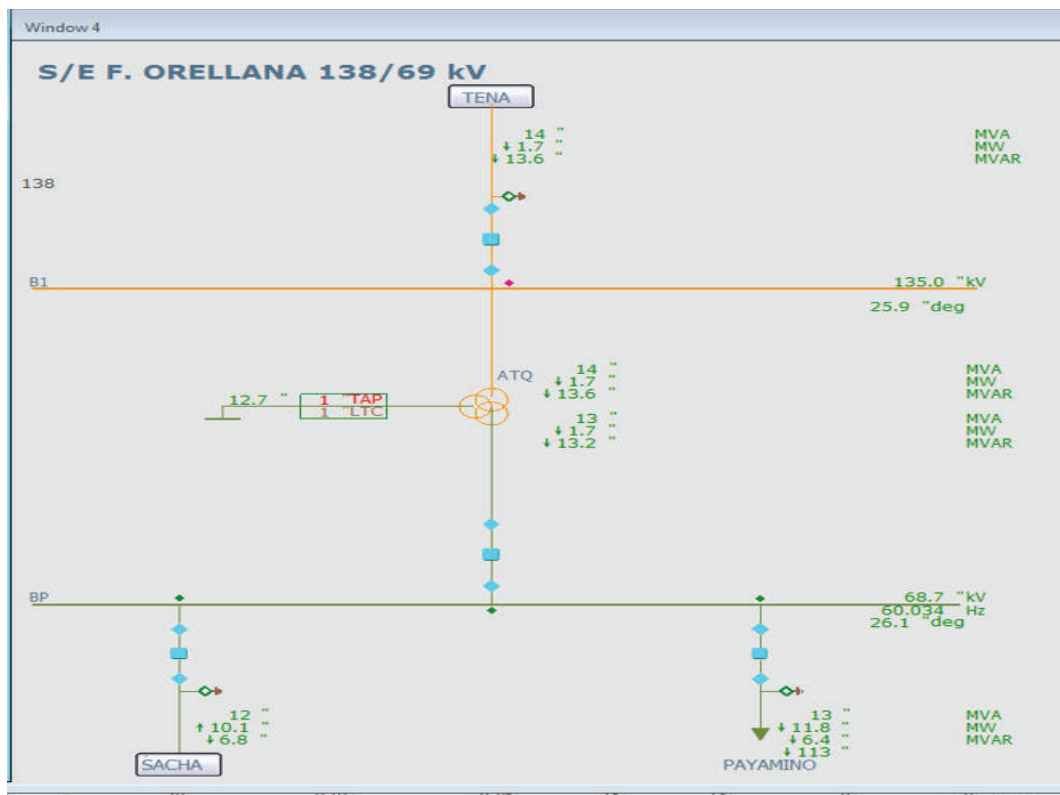 Window 4
S/E F. ORELLANA 138/69 kV
TENA
14 " MVA
↓ 1.7 " MW
↓ 13.6 " MVAR
138
B1
135.0 "kV
25.9 "deg
ATQ
14 " MVA
↓ 1.7 " MW
↓ 13.6 " MVAR
12.7 "
1 "TAP
1 "LTC
13 " MVA
↓ 1.7 " MW
↓ 13.2 " MVAR
BP
68.7 "kV
60.034 Hz
26.1 "deg
12 "
↑ 10.1 "
↓ 6.8 "
SACHA
13 " MVA
↓ 11.8 " MW
↓ 6.4 " MVAR
↓ 113 "
PAYAMINO